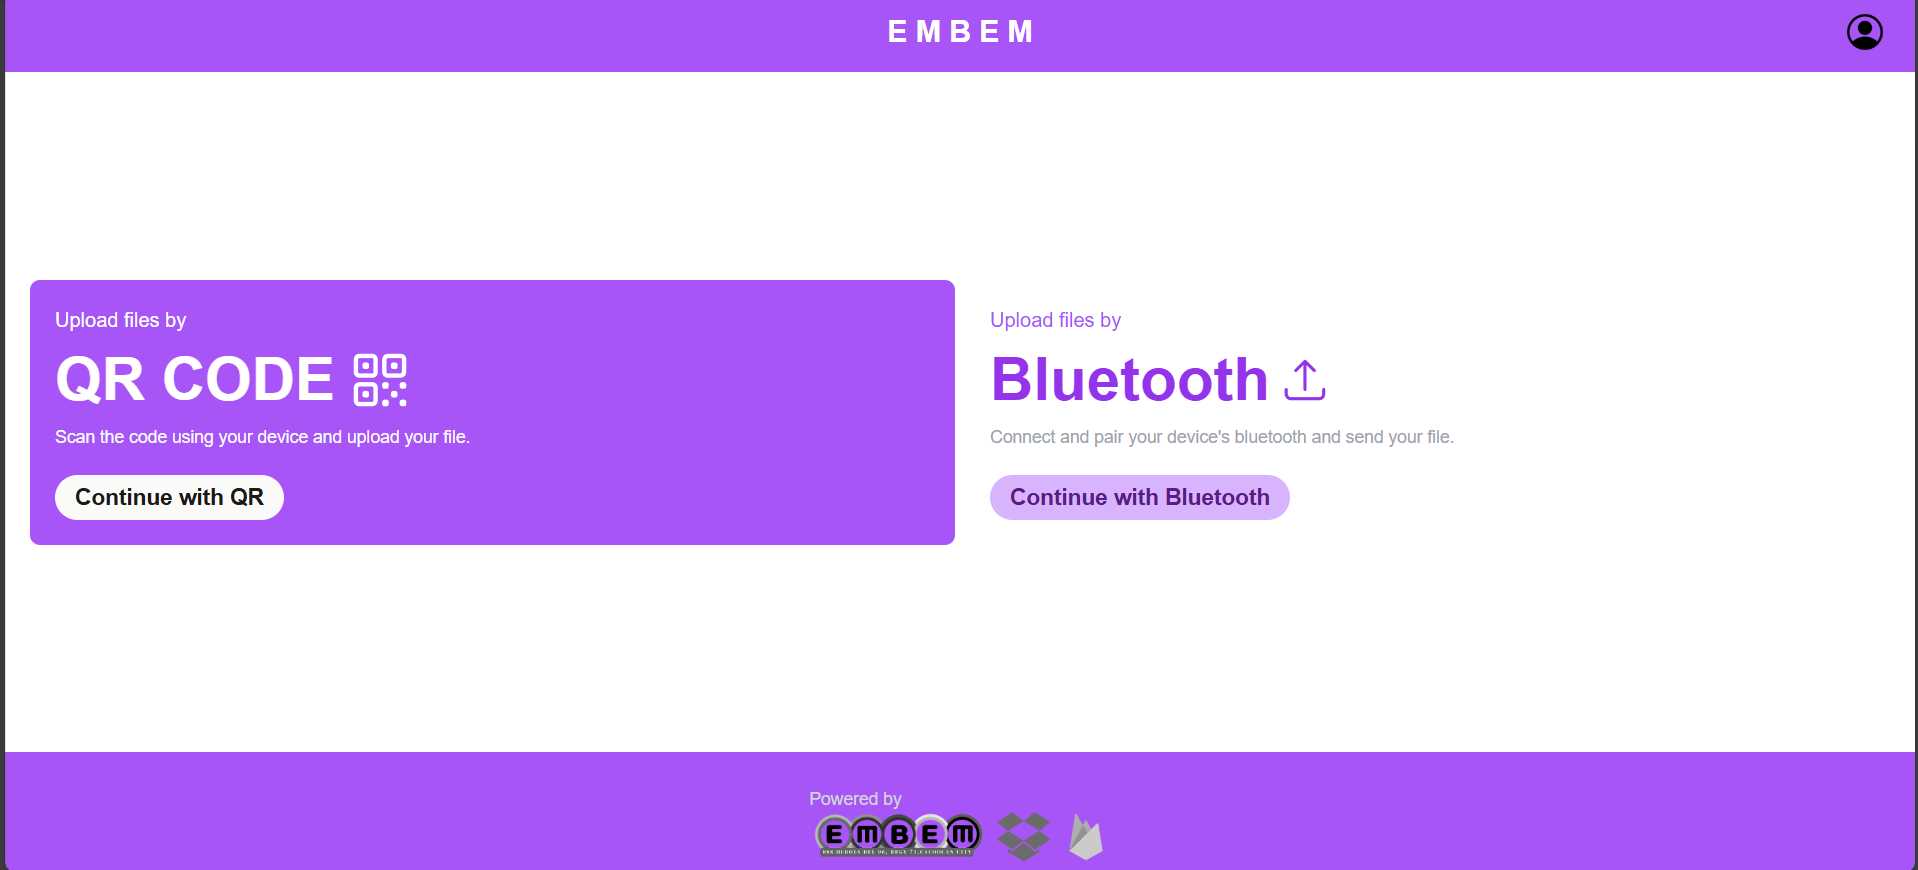 EMBEM
Upload files by
QR CODE
Scan the code using your device and upload your file.
Continue with QR
Upload files by
Bluetooth
Connect and pair your device's bluetooth and send your file.
Continue with Bluetooth
Powered by
EMBEM